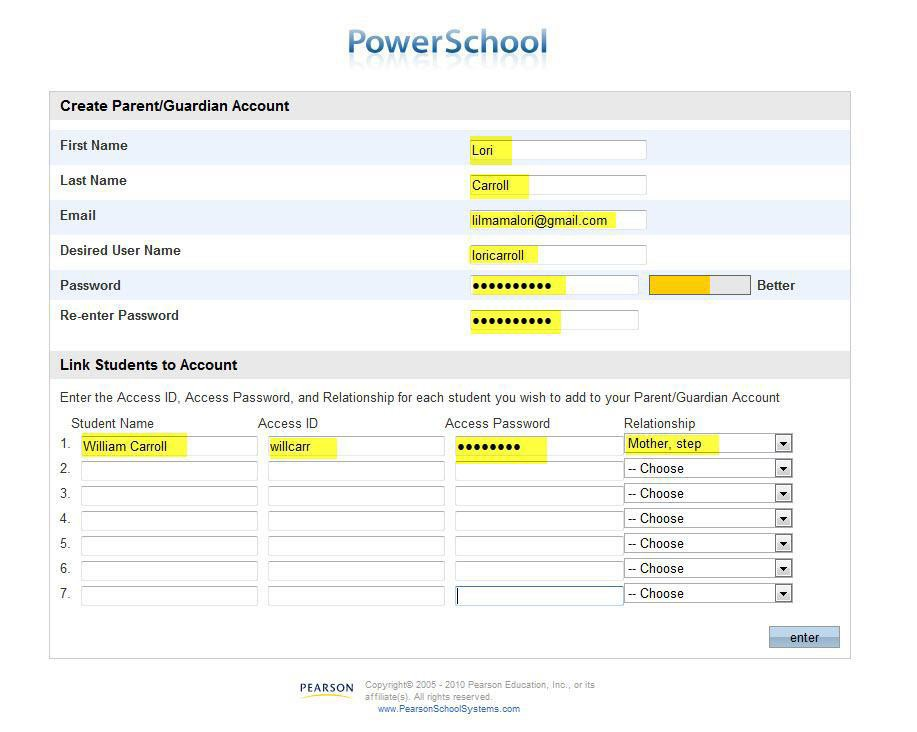 PowerSchool
Create Parent/Guardian Account
First Name Lori
Last Name Carroll
Email lilmamalori@gmail.com
Desired User Name loricarroll
Password ●●●●●●●●●● Better
Re-enter Password ●●●●●●●●●●
Link Students to Account
Enter the Access ID, Access Password, and Relationship for each student you wish to add to your Parent/Guardian Account
Student Name Access ID Access Password Relationship
1. William Carroll willcarr ●●●●●●●● Mother, step
2. -- Choose
3. -- Choose
4. -- Choose
5. -- Choose
6. -- Choose
7. -- Choose
enter
PEARSON Copyright© 2005 - 2010 Pearson Education, Inc., or its
affiliate(s). All rights reserved.
www.PearsonSchoolSystems.com